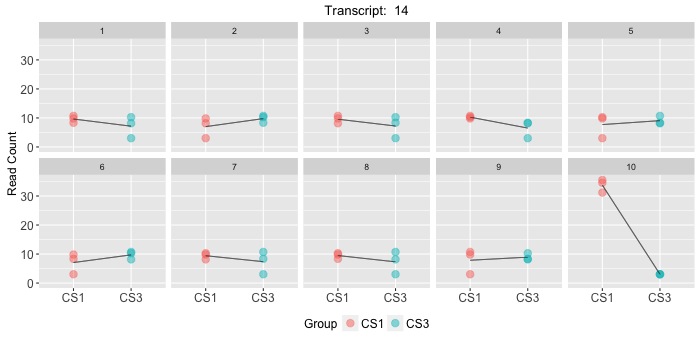 Transcript: 14
1 2 3 4 5
30
20
10
0
Read Count
6 7 8 9 10
30
20
10
0
CS1 CS3 CS1 CS3 CS1 CS3 CS1 CS3 CS1 CS3
Group CS1 CS3